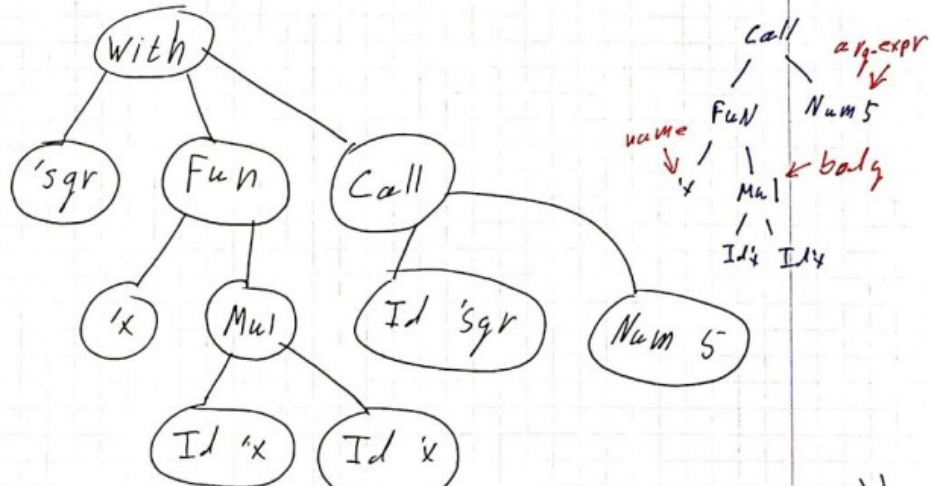 With
'sqr Fun Call
'x Mul Id 'sqr Num 5
Id 'x Id 'x
Call
arg-expr
Fun Num 5
name
'x Mul body
Id'x Id'x